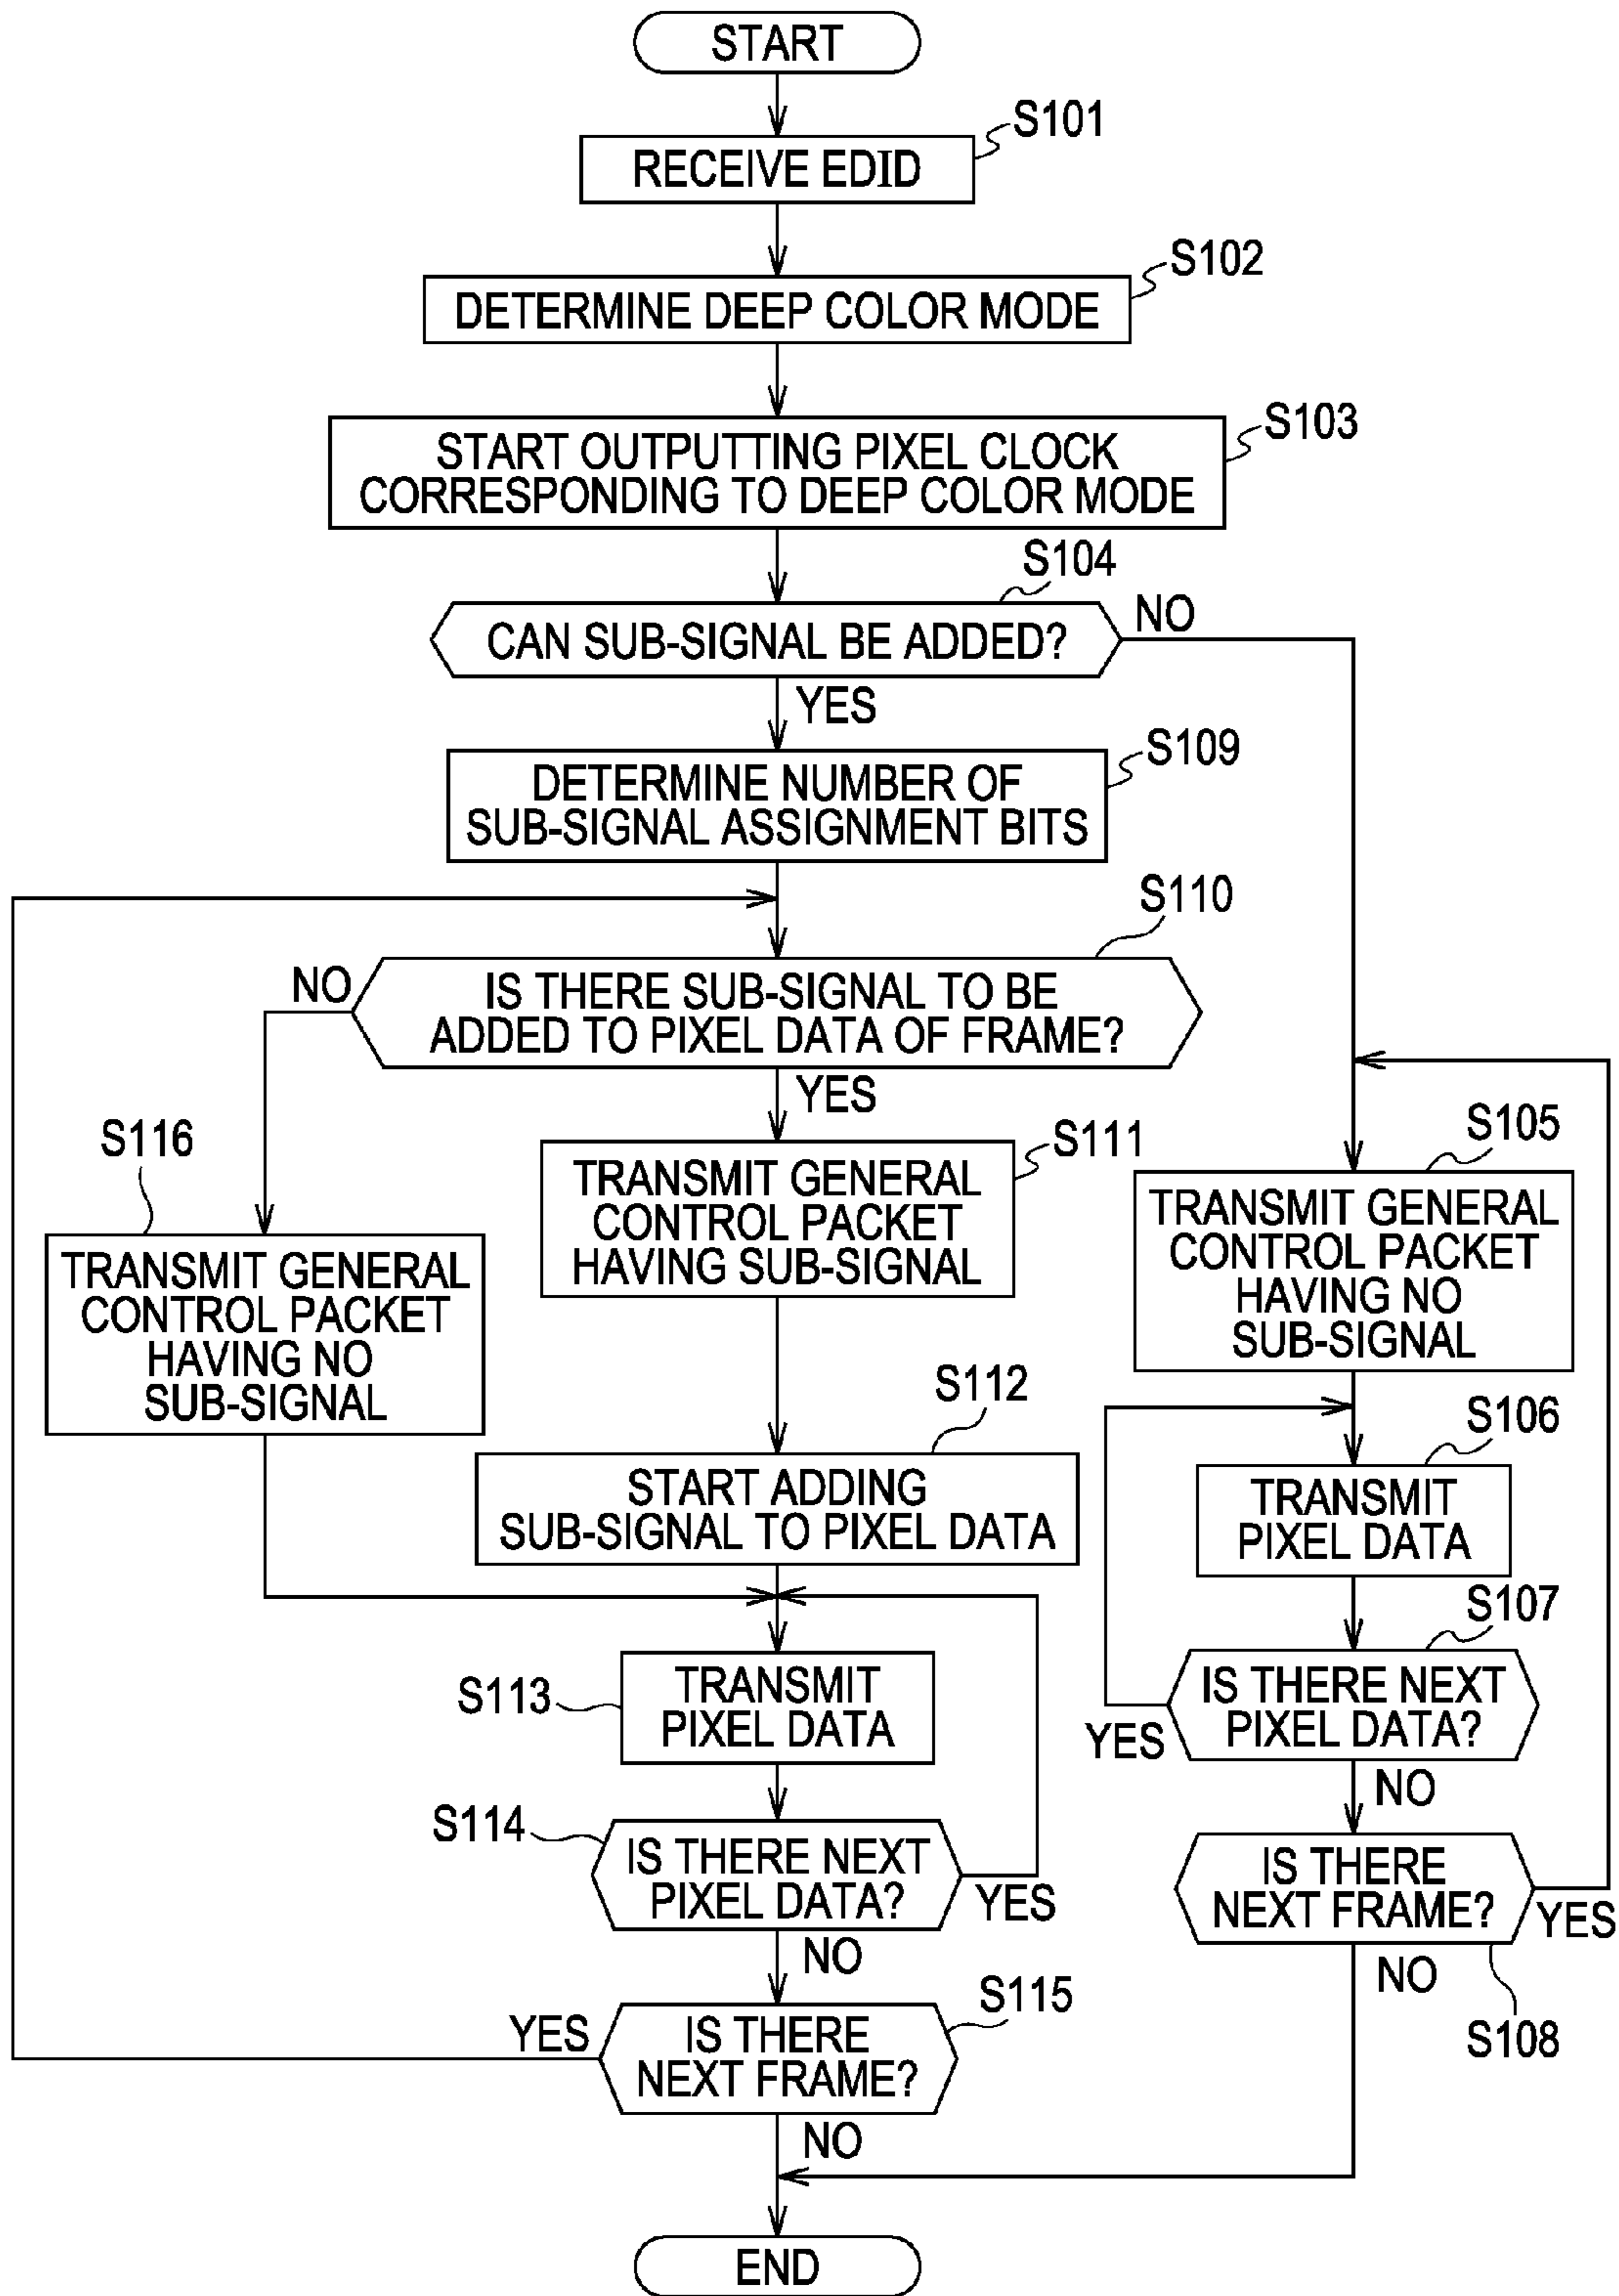 START
S101
RECEIVE EDID
S102
DETERMINE DEEP COLOR MODE
S103
START OUTPUTTING PIXEL CLOCK
CORRESPONDING TO DEEP COLOR MODE
S104
CAN SUB-SIGNAL BE ADDED?
NO
YES
S109
DETERMINE NUMBER OF
SUB-SIGNAL ASSIGNMENT BITS
S110
IS THERE SUB-SIGNAL TO BE
ADDED TO PIXEL DATA OF FRAME?
NO
YES
S116
TRANSMIT GENERAL
CONTROL PACKET
HAVING NO
SUB-SIGNAL
S111
TRANSMIT GENERAL
CONTROL PACKET
HAVING SUB-SIGNAL
S112
START ADDING
SUB-SIGNAL TO PIXEL DATA
S113
TRANSMIT
PIXEL DATA
S114
IS THERE NEXT
PIXEL DATA?
YES
NO
S115
IS THERE
NEXT FRAME?
YES
NO
S105
TRANSMIT GENERAL
CONTROL PACKET
HAVING NO
SUB-SIGNAL
S106
TRANSMIT
PIXEL DATA
S107
IS THERE NEXT
PIXEL DATA?
YES
NO
IS THERE
NEXT FRAME?
YES
NO
S108
END